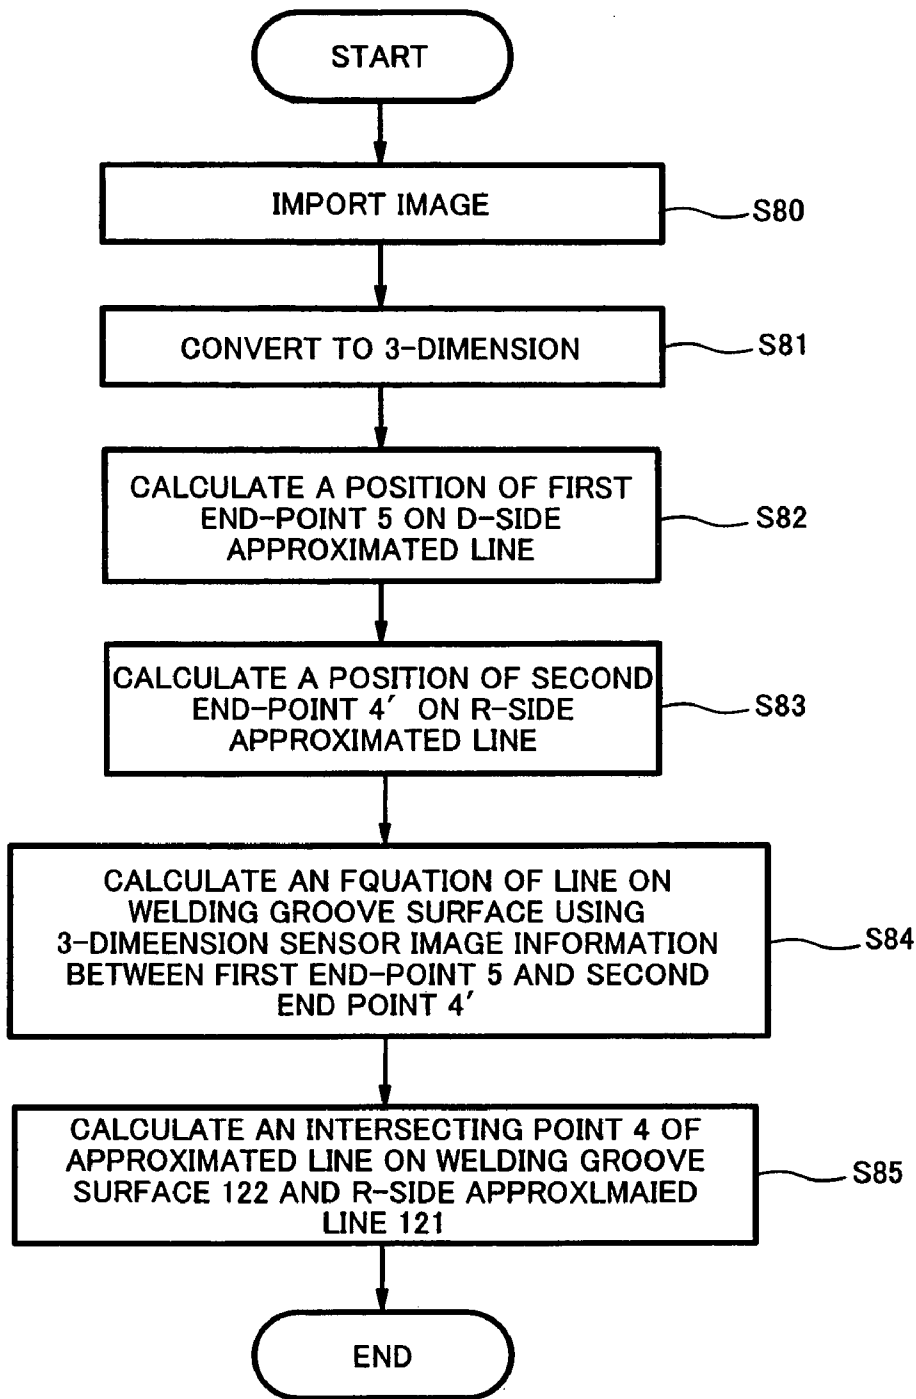 START
IMPORT IMAGE
S80
CONVERT TO 3-DIMENSION
S81
CALCULATE A POSITION OF FIRST
END-POINT 5 ON D-SIDE
APPROXIMATED LINE
S82
CALCULATE A POSITION OF SECOND
END-POINT 4′ ON R-SIDE
APPROXIMATED LINE
S83
CALCULATE AN FQUATION OF LINE ON
WELDING GROOVE SURFACE USING
3-DIMEENSION SENSOR IMAGE INFORMATION
BETWEEN FIRST END-POINT 5 AND SECOND
END POINT 4′
S84
CALCULATE AN INTERSECTING POINT 4 OF
APPROXIMATED LINE ON WELDING GROOVE
SURFACE 122 AND R-SIDE APPROXLMAIED
LINE 121
S85
END